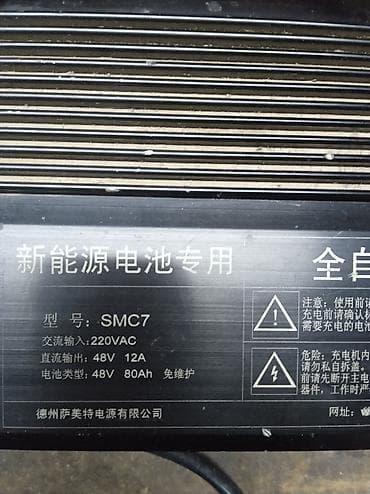 新能源电池专用 全自
型 号: SMC7
交流输入: 220VAC
直流输出: 48V 12A
电池类型: 48V 80Ah 免维护
注意: 使用前请
充电前请确认
需要充电的电池
危险: 充电机内
请勿私自拆盖。
前请先断开主电
器件，工作时严
德州萨美特电源有限公司 网址: